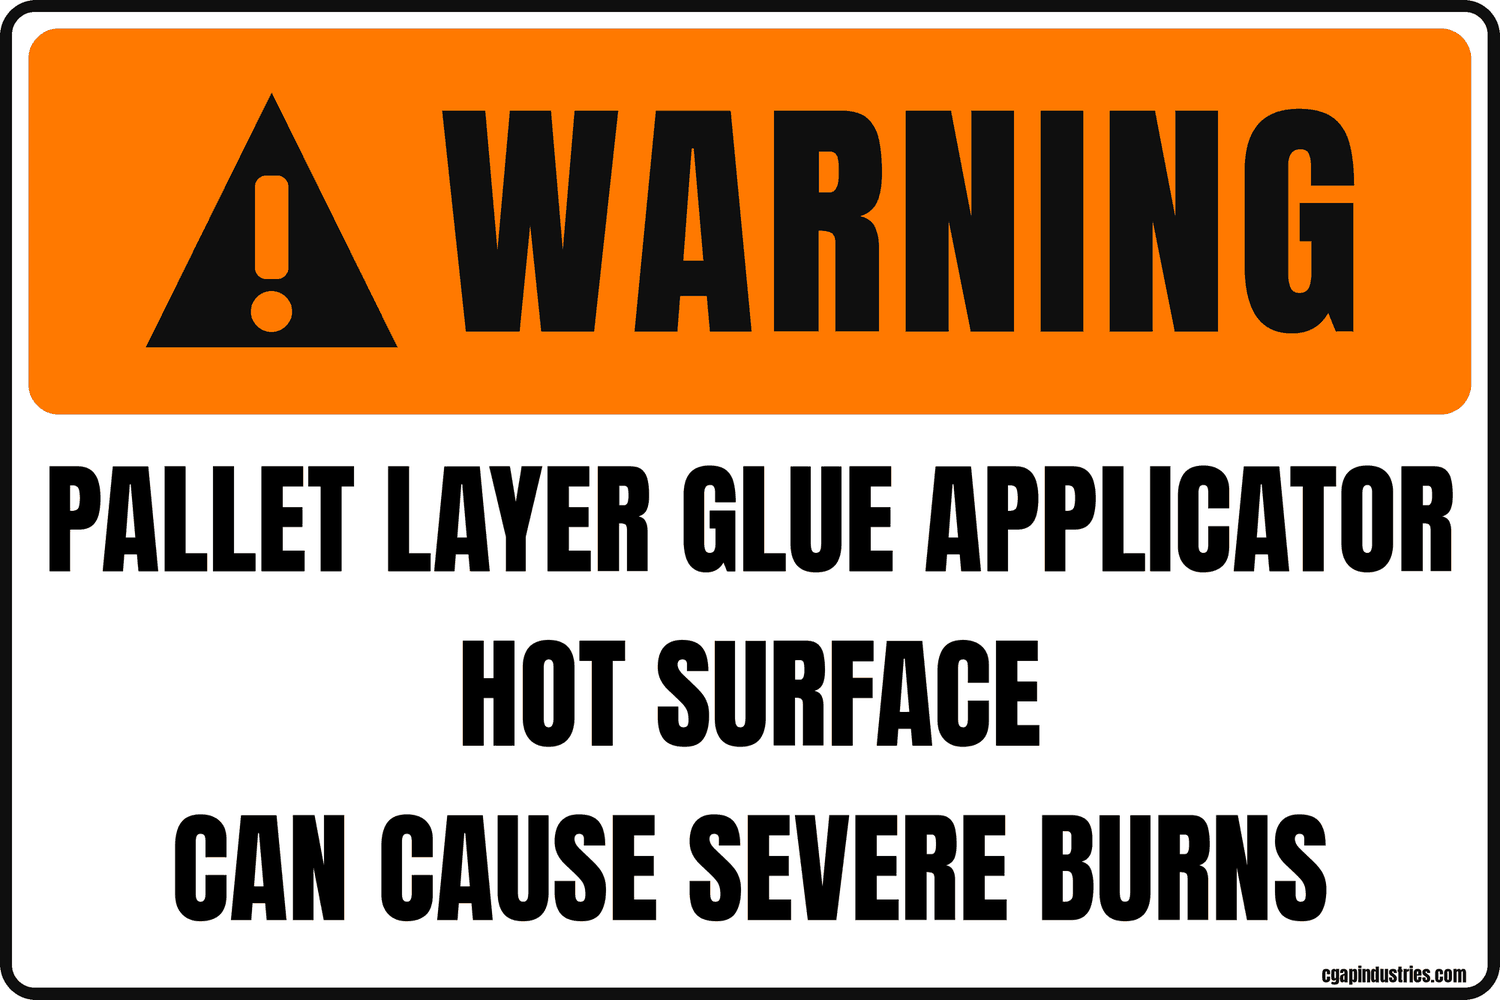 WARNING
PALLET LAYER GLUE APPLICATOR
HOT SURFACE
CAN CAUSE SEVERE BURNS
cgapindustries.com